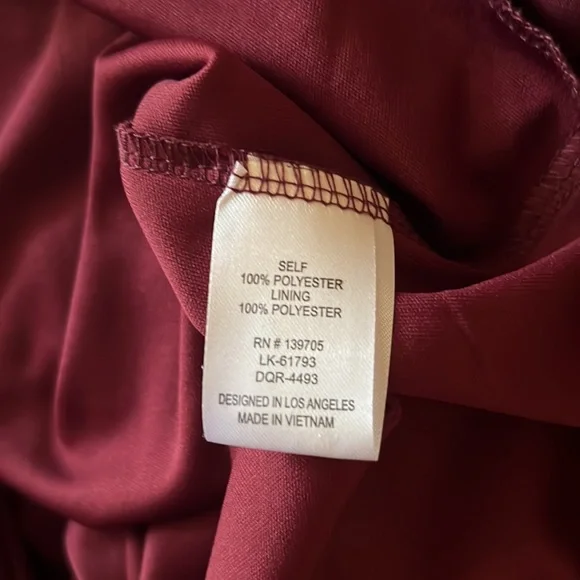 SELF
100% POLYESTER
LINING
100% POLYESTER
RN # 139705
LK-61793
DQR-4493
DESIGNED IN LOS ANGELES
MADE IN VIETNAM